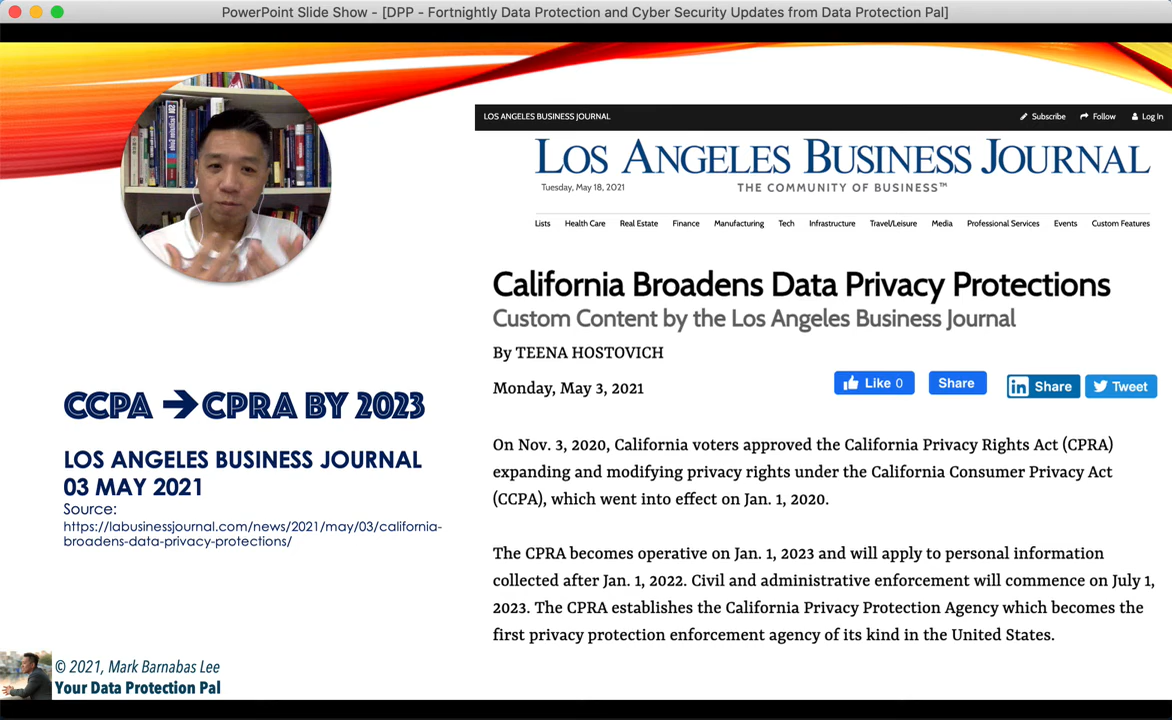 PowerPoint Slide Show - [DPP - Fortnightly Data Protection and Cyber Security Updates from Data Protection Pal]
LOS ANGELES BUSINESS JOURNAL
Subscribe Follow Log In
LOS ANGELES BUSINESS JOURNAL
Tuesday, May 18, 2021
THE COMMUNITY OF BUSINESS™
Lists Health Care Real Estate Finance Manufacturing Tech Infrastructure Travel/Leisure Media Professional Services Events Custom Features
California Broadens Data Privacy Protections
Custom Content by the Los Angeles Business Journal
By TEENA HOSTOVICH
Monday, May 3, 2021
Like 0 Share Share Tweet
On Nov. 3, 2020, California voters approved the California Privacy Rights Act (CPRA)
expanding and modifying privacy rights under the California Consumer Privacy Act
(CCPA), which went into effect on Jan. 1, 2020.
The CPRA becomes operative on Jan. 1, 2023 and will apply to personal information
collected after Jan. 1, 2022. Civil and administrative enforcement will commence on July 1,
2023. The CPRA establishes the California Privacy Protection Agency which becomes the
first privacy protection enforcement agency of its kind in the United States.
CCPA → CPRA BY 2023
LOS ANGELES BUSINESS JOURNAL
03 MAY 2021
Source:
https://labusinessjournal.com/news/2021/may/03/california-
broadens-data-privacy-protections/
© 2021, Mark Barnabas Lee
Your Data Protection Pal